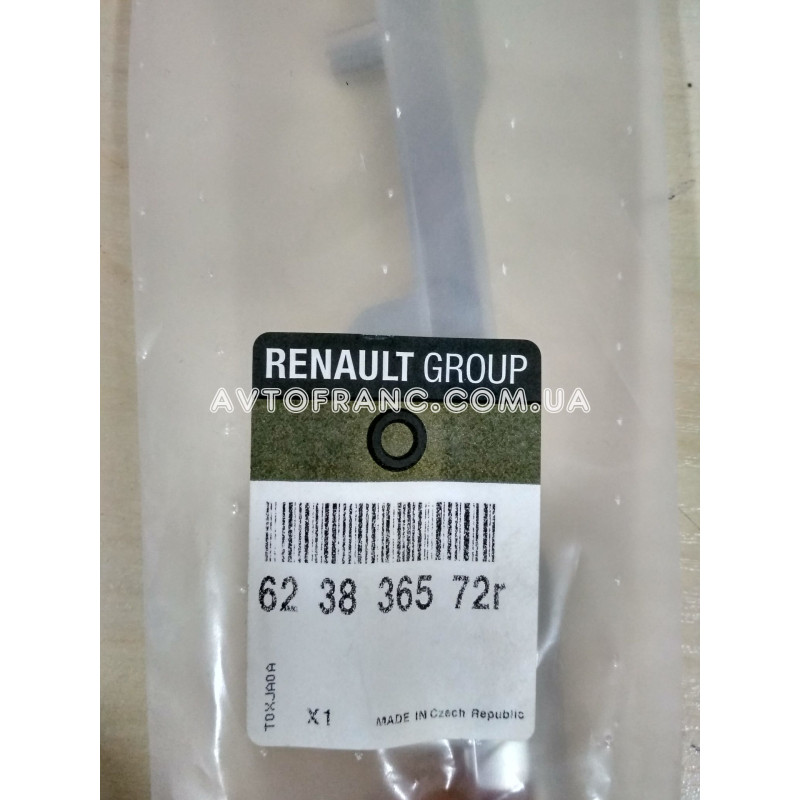 RENAULT GROUP
AVTOFRANC.COM.UA
62 38 365 72r
T0XJA0A
X1 MADE IN Czech Republic